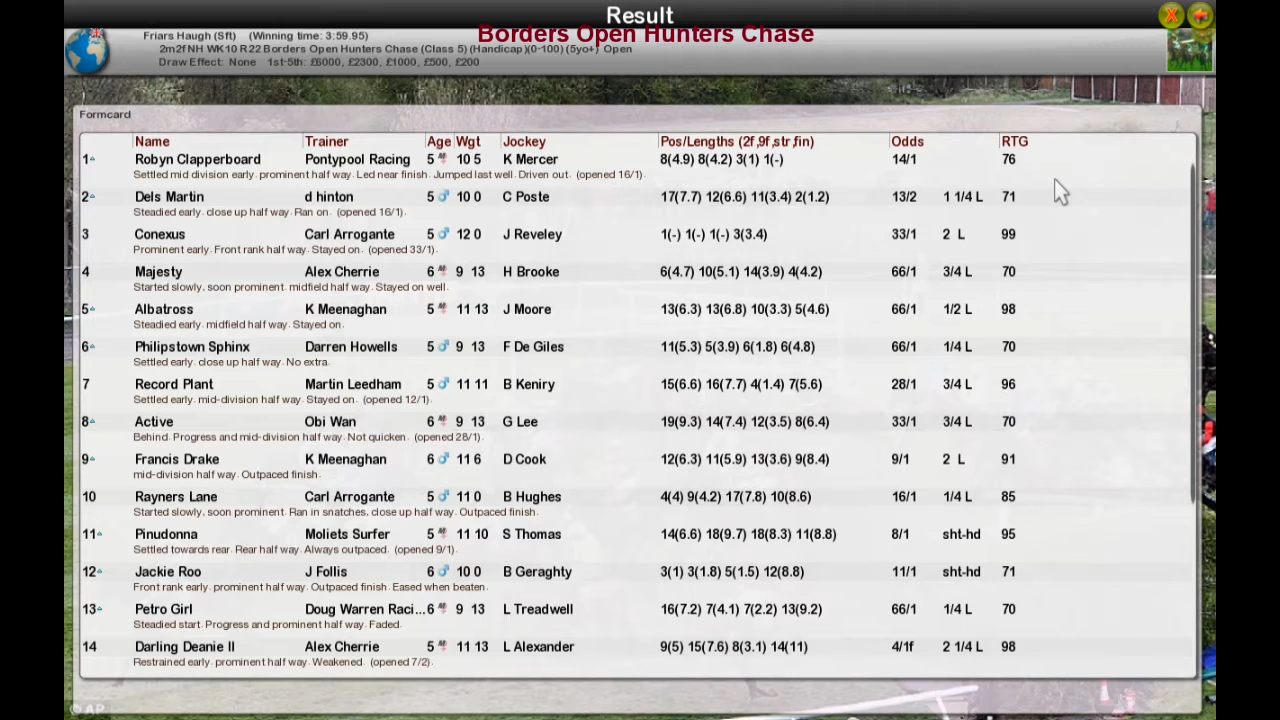 Result
Borders Open Hunters Chase
Friars Haugh (Sft) (Winning time: 3:59.95)
2m2f NH WK10 R22 Borders Open Hunters Chase (Class 5) (Handicap)(0-100) (5yo+) Open
Draw Effect: None 1st-5th: £6000, £2300, £1000, £500, £200
Formcard
Name Trainer Age Wgt Jockey Pos/Lengths (2f,9f,str,fin) Odds RTG
1 Robyn Clapperboard Pontypool Racing 5 10 5 K Mercer 8(4.9) 8(4.2) 3(1) 1(-) 14/1 76
Settled mid division early. prominent half way. Led near finish. Jumped last well. Driven out. (opened 16/1).
2 Dels Martin d hinton 5 10 0 C Poste 17(7.7) 12(6.6) 11(3.4) 2(1.2) 13/2 1 1/4 L 71
Steadied early. close up half way. Ran on. (opened 16/1).
3 Conexus Carl Arrogante 5 12 0 J Reveley 1(-) 1(-) 1(-) 3(3.4) 33/1 2 L 99
Prominent early. Front rank half way. Stayed on. (opened 33/1).
4 Majesty Alex Cherrie 6 9 13 H Brooke 6(4.7) 10(5.1) 14(3.9) 4(4.2) 66/1 3/4 L 70
Started slowly, soon prominent. midfield half way. Stayed on well.
5 Albatross K Meenaghan 5 11 13 J Moore 13(6.3) 13(6.8) 10(3.3) 5(4.6) 66/1 1/2 L 98
Steadied early. midfield half way. Stayed on.
6 Philipstown Sphinx Darren Howells 5 9 13 F De Giles 11(5.3) 5(3.9) 6(1.8) 6(4.8) 66/1 1/4 L 70
Settled early. close up half way. No extra.
7 Record Plant Martin Leedham 5 11 11 B Keniry 15(6.6) 16(7.7) 4(1.4) 7(5.6) 28/1 3/4 L 96
Settled early. mid-division half way. Stayed on. (opened 12/1).
8 Active Obi Wan 6 9 13 G Lee 19(9.3) 14(7.4) 12(3.5) 8(6.4) 33/1 3/4 L 70
Behind. Progress and mid-division half way. Not quicken. (opened 28/1).
9 Francis Drake K Meenaghan 6 11 6 D Cook 12(6.3) 11(5.9) 13(3.6) 9(8.4) 9/1 2 L 91
mid-division half way. Outpaced finish.
10 Rayners Lane Carl Arrogante 5 11 0 B Hughes 4(4) 9(4.2) 17(7.8) 10(8.6) 16/1 1/4 L 85
Started slowly, soon prominent. Ran in snatches, close up half way. Outpaced finish.
11 Pinudonna Moliets Surfer 5 11 10 S Thomas 14(6.6) 18(9.7) 18(8.3) 11(8.8) 8/1 sht-hd 95
Settled towards rear. Rear half way. Always outpaced. (opened 9/1).
12 Jackie Roo J Follis 6 10 0 B Geraghty 3(1) 3(1.8) 5(1.5) 12(8.8) 11/1 sht-hd 71
Front rank early. prominent half way. Outpaced finish. Eased when beaten.
13 Petro Girl Doug Warren Raci... 6 9 13 L Treadwell 16(7.2) 7(4.1) 7(2.2) 13(9.2) 66/1 1/4 L 70
Steadied start. Progress and prominent half way. Faded.
14 Darling Deanie II Alex Cherrie 5 11 13 L Alexander 9(5) 15(7.6) 8(3.1) 14(11) 4/1f 2 1/4 L 98
Restrained early. prominent half way. Weakened. (opened 7/2).
© AP